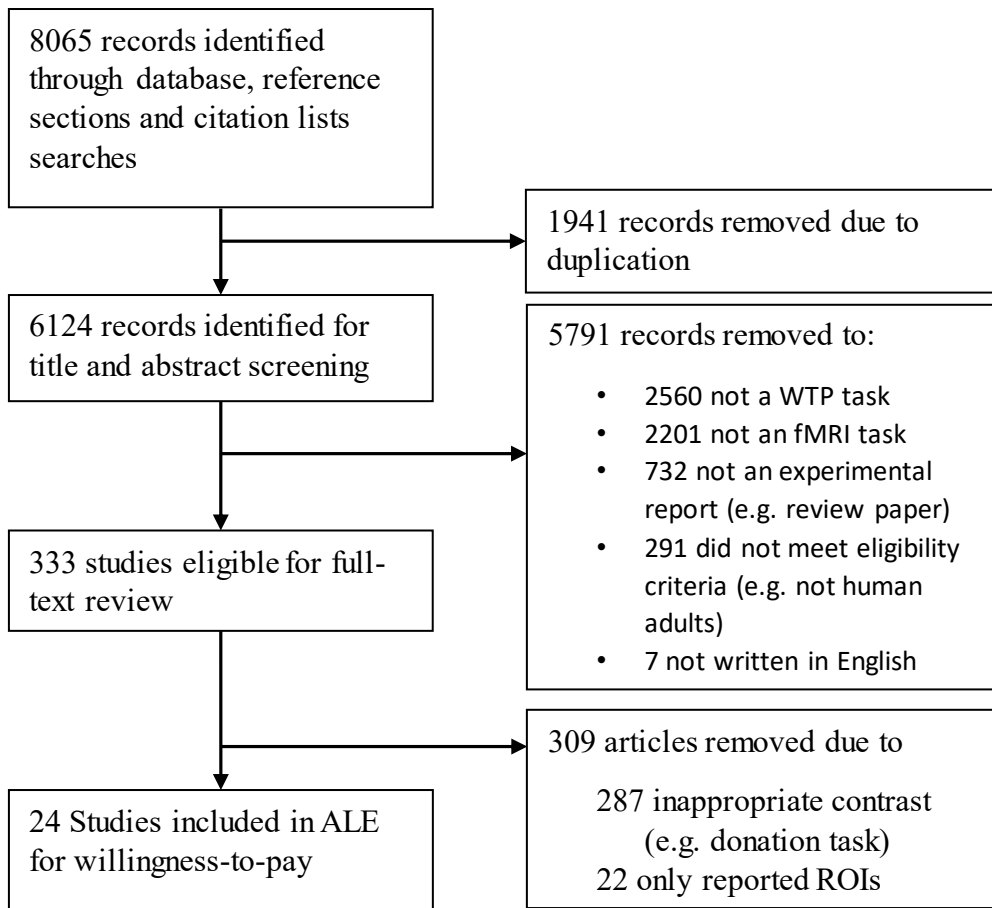 8065 records identified
through database, reference
sections and citation lists
searches
1941 records removed due to
duplication
6124 records identified for
title and abstract screening
5791 records removed to:
• 2560 not a WTP task
• 2201 not an fMRI task
• 732 not an experimental
report (e.g. review paper)
• 291 did not meet eligibility
criteria (e.g. not human
adults)
• 7 not written in English
333 studies eligible for full-
text review
309 articles removed due to
287 inappropriate contrast
(e.g. donation task)
22 only reported ROIs
24 Studies included in ALE
for willingness-to-pay